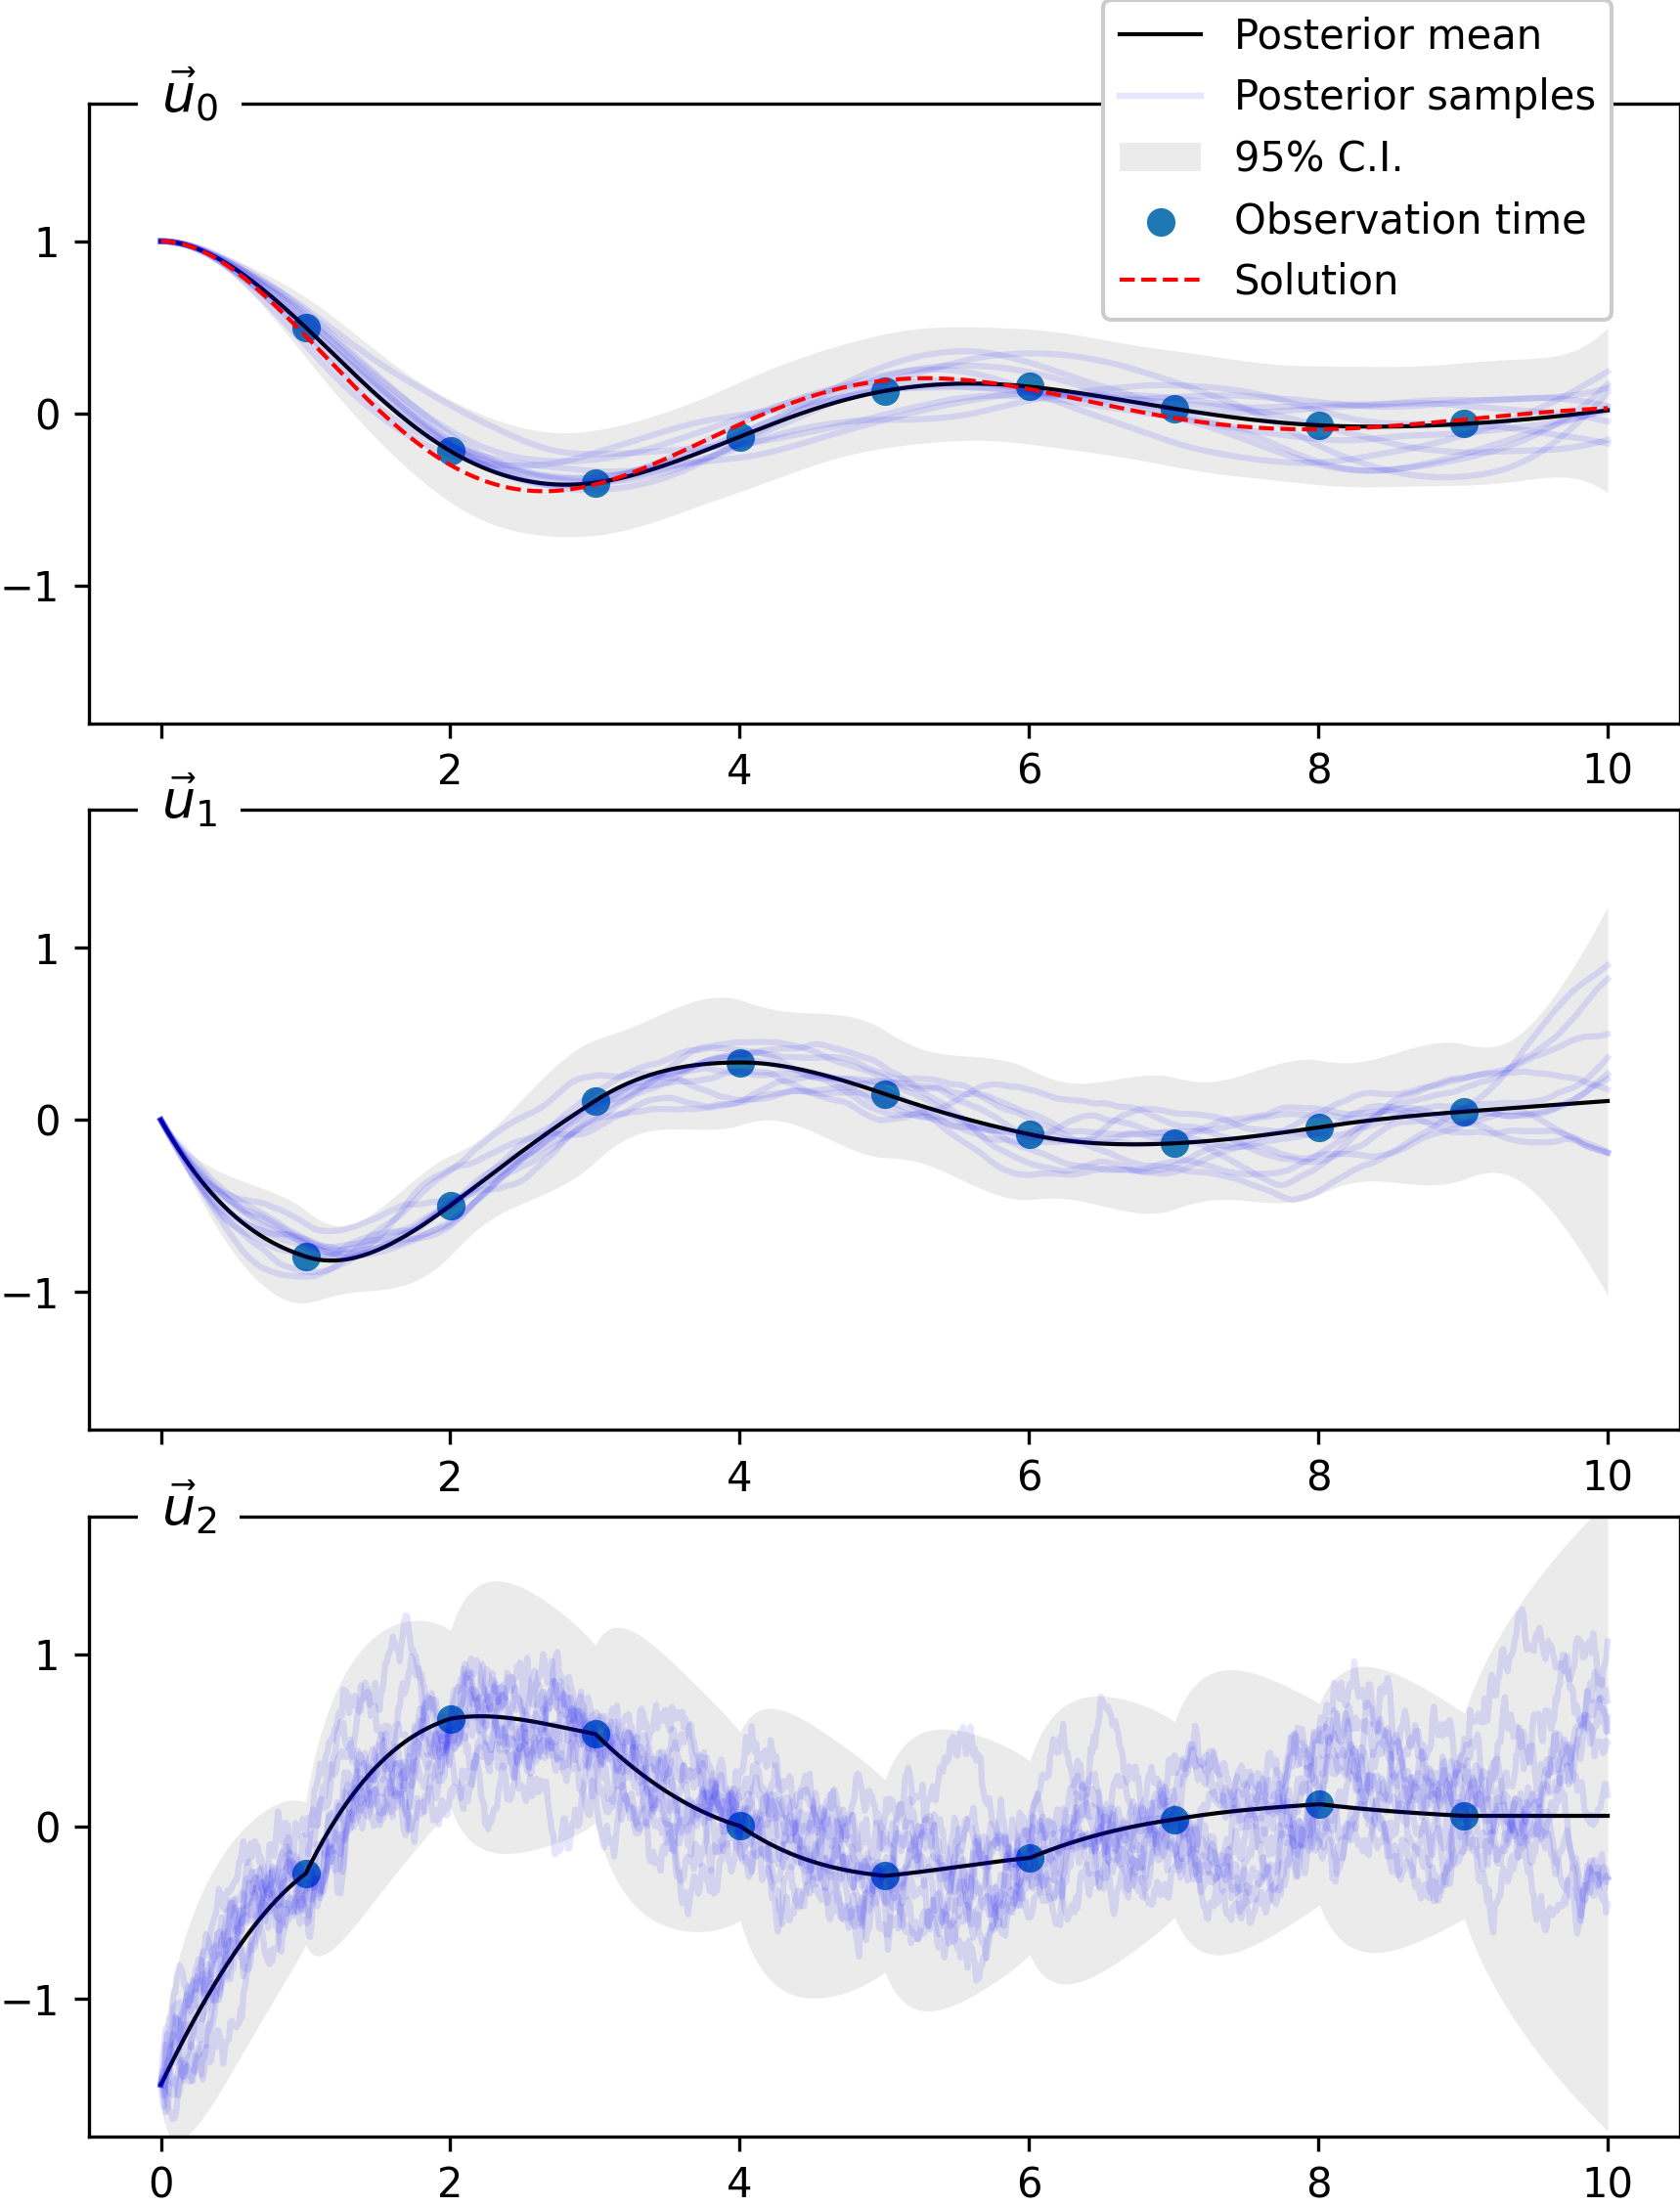 Posterior mean
Posterior samples
95% C.I.
Observation time
Solution
u⃗₀
1
0
−1
2 4 6 8 10
u⃗₁
1
0
−1
2 4 6 8 10
u⃗₂
1
0
−1
0 2 4 6 8 10